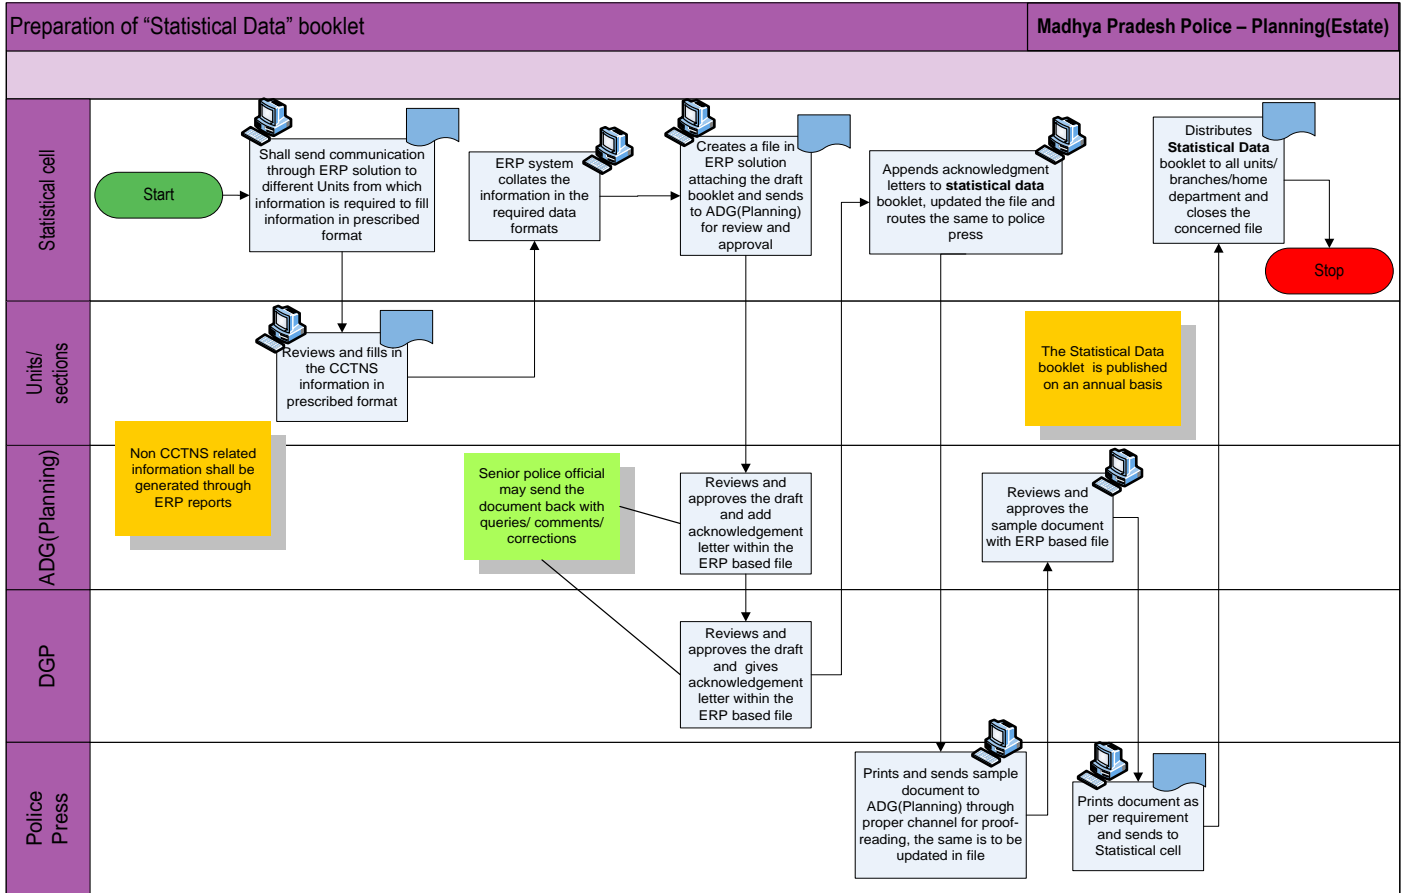 Preparation of “Statistical Data” booklet
Madhya Pradesh Police – Planning(Estate)
Statistical cell
Start
Shall send communication
through ERP solution to
different Units from which
information is required to fill
information in prescribed
format
ERP system
collates the
information in the
required data
formats
Creates a file in
ERP solution
attaching the draft
booklet and sends
to ADG(Planning)
for review and
approval
Appends acknowledgment
letters to statistical data
booklet, updated the file and
routes the same to police
press
Distributes
Statistical Data
booklet to all units/
branches/home
department and
closes the
concerned file
Stop
Units/
sections
Reviews and fills in
the CCTNS
information in
prescribed format
The Statistical Data
booklet is published
on an annual basis
ADG(Planning)
Non CCTNS related
information shall be
generated through
ERP reports
Senior police official
may send the
document back with
queries/ comments/
corrections
Reviews and
approves the draft
and add
acknowledgement
letter within the
ERP based file
Reviews and
approves the
sample document
with ERP based file
DGP
Reviews and
approves the draft
and gives
acknowledgement
letter within the
ERP based file
Police
Press
Prints and sends sample
document to
ADG(Planning) through
proper channel for proof-
reading, the same is to be
updated in file
Prints document as
per requirement
and sends to
Statistical cell